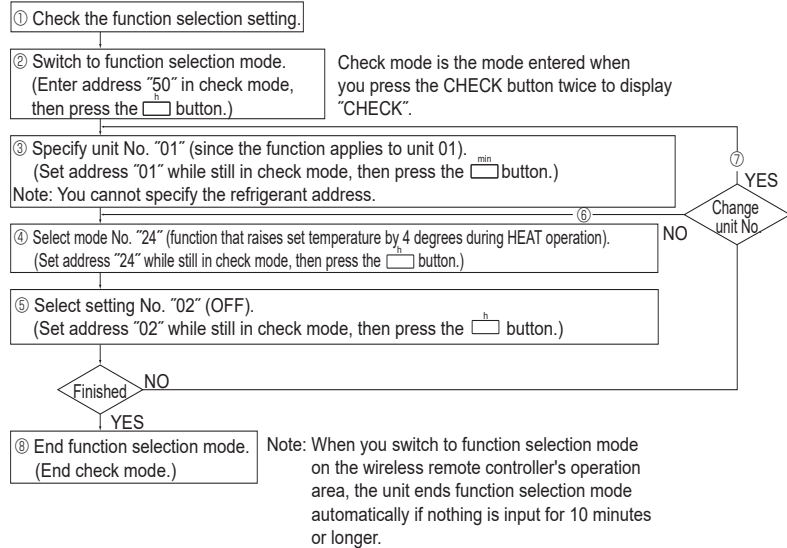 ① Check the function selection setting.
② Switch to function selection mode.
(Enter address ˝50˝ in check mode,
then press the h button.)
Check mode is the mode entered when
you press the CHECK button twice to display
˝CHECK˝.
③ Specify unit No. ˝01˝ (since the function applies to unit 01).
(Set address ˝01˝ while still in check mode, then press the min button.)
Note: You cannot specify the refrigerant address.
⑦
YES
Change
unit No.
⑥
NO
④ Select mode No. ˝24˝ (function that raises set temperature by 4 degrees during HEAT operation).
(Set address ˝24˝ while still in check mode, then press the h button.)
⑤ Select setting No. ˝02˝ (OFF).
(Set address ˝02˝ while still in check mode, then press the h button.)
Finished
NO
YES
⑧ End function selection mode.
(End check mode.)
Note: When you switch to function selection mode
on the wireless remote controller's operation
area, the unit ends function selection mode
automatically if nothing is input for 10 minutes
or longer.